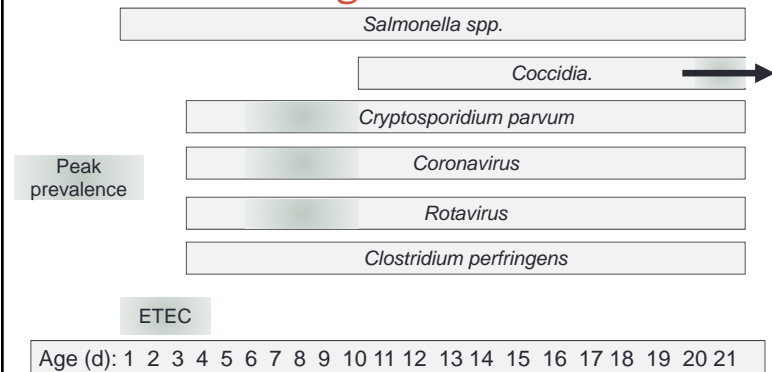 Salmonella spp.
Coccidia.
Cryptosporidium parvum
Peak
prevalence
Coronavirus
Rotavirus
Clostridium perfringens
ETEC
Age (d): 1 2 3 4 5 6 7 8 9 10 11 12 13 14 15 16 17 18 19 20 21